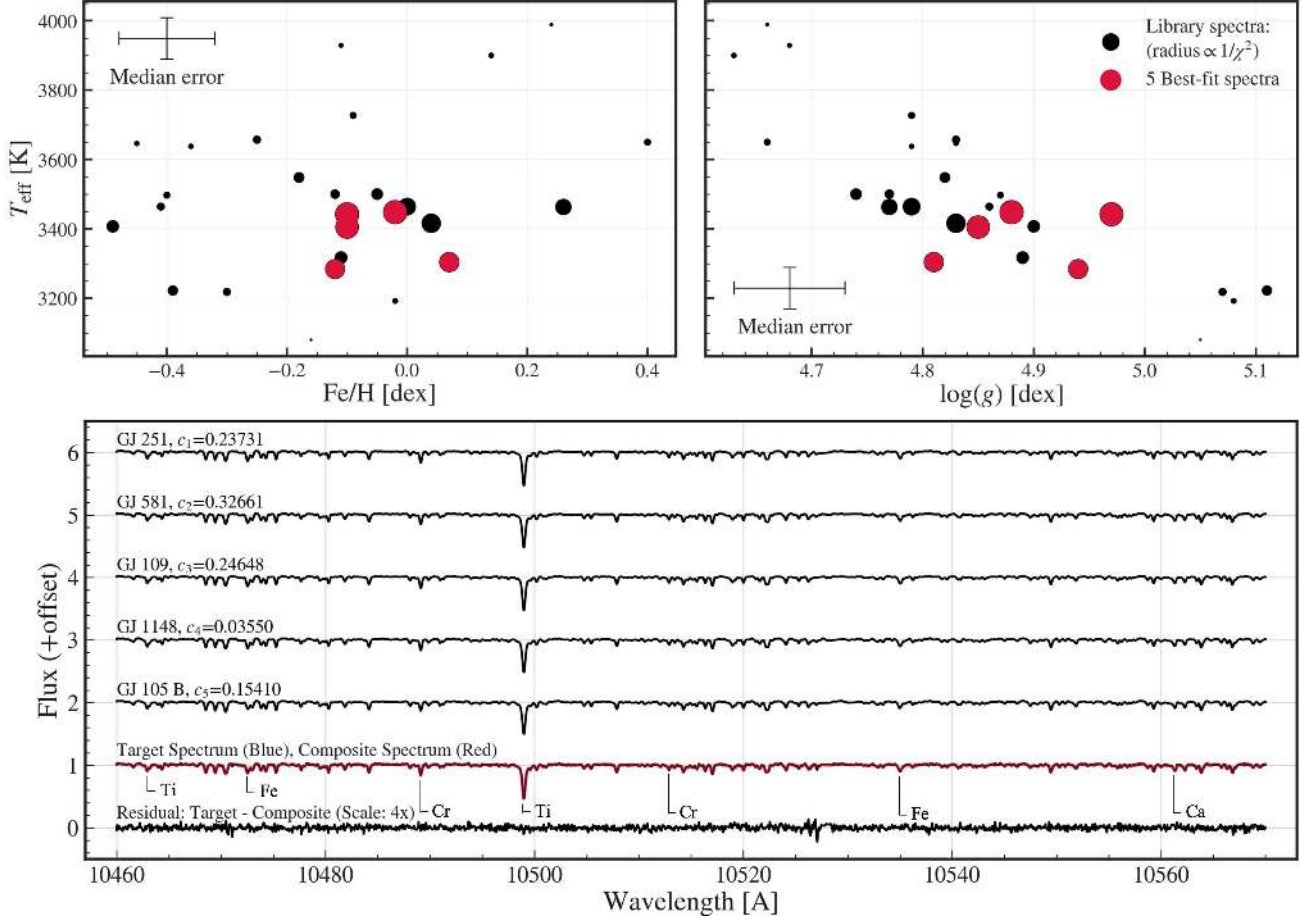 4000
3800
3600
3400
3200
T_eff [K]
Median error
−0.4
−0.2
0.0
0.2
0.4
Fe/H [dex]
Library spectra:
(radius ∝ 1/χ²)
5 Best-fit spectra
Median error
4.7
4.8
4.9
5.0
5.1
log(g) [dex]
Flux (+offset)
6
5
4
3
2
1
0
GJ 251, c₁=0.23731
GJ 581, c₂=0.32661
GJ 109, c₃=0.24648
GJ 1148, c₄=0.03550
GJ 105 B, c₅=0.15410
Target Spectrum (Blue), Composite Spectrum (Red)
Ti
Fe
Cr
Ti
Cr
Fe
Ca
Residual: Target - Composite (Scale: 4x)
10460
10480
10500
10520
10540
10560
Wavelength [A]